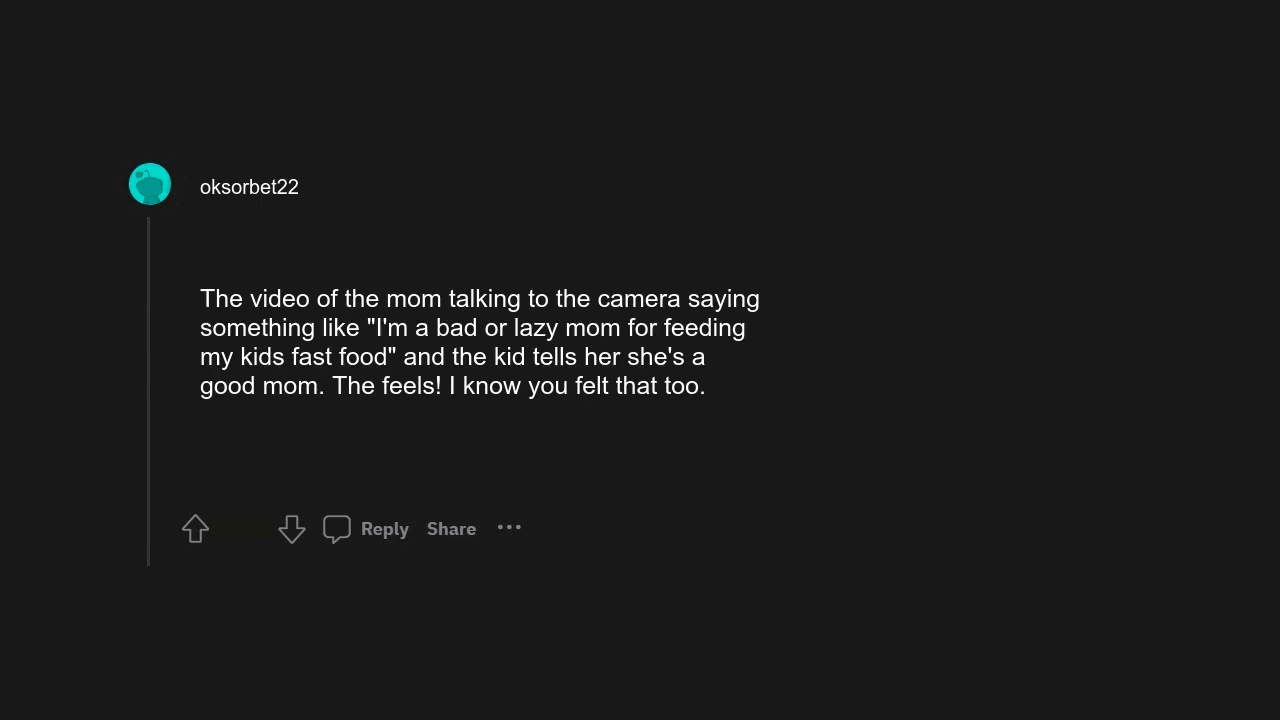 oksorbet22
The video of the mom talking to the camera saying
something like "I'm a bad or lazy mom for feeding
my kids fast food" and the kid tells her she's a
good mom. The feels! I know you felt that too.
Reply Share